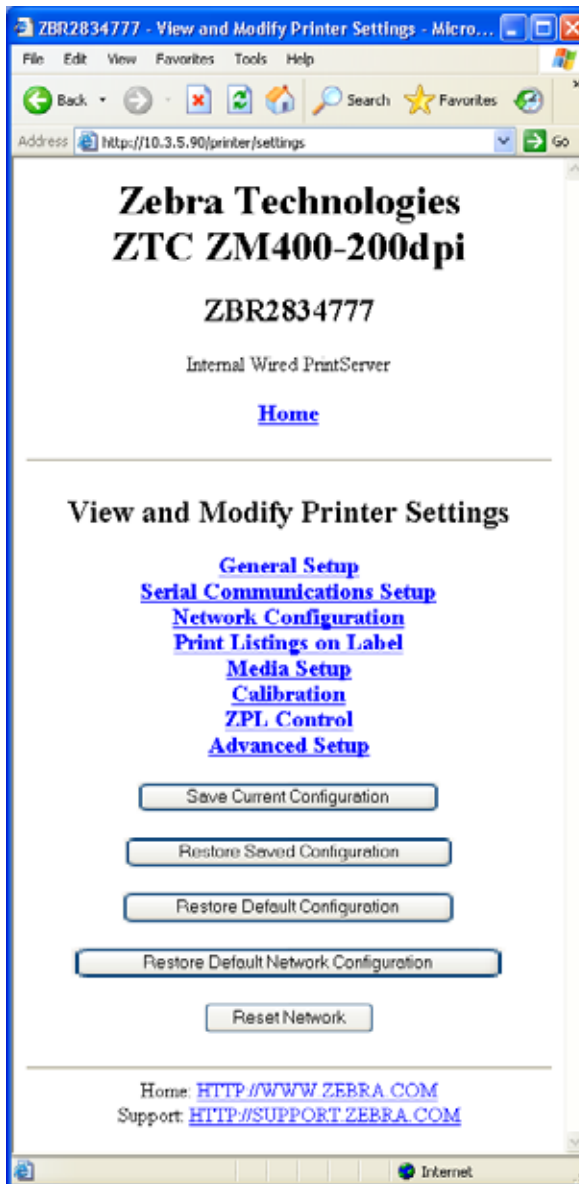 ZBR2834777 - View and Modify Printer Settings - Micro...
File Edit View Favorites Tools Help
Back Search Favorites
Address http://10.3.5.90/printer/settings Go
Zebra Technologies
ZTC ZM400-200dpi
ZBR2834777
Internal Wired PrintServer
Home
View and Modify Printer Settings
General Setup
Serial Communications Setup
Network Configuration
Print Listings on Label
Media Setup
Calibration
ZPL Control
Advanced Setup
Save Current Configuration
Restore Saved Configuration
Restore Default Configuration
Restore Default Network Configuration
Reset Network
Home: HTTP://WWW.ZEBRA.COM
Support: HTTP://SUPPORT.ZEBRA.COM
Internet